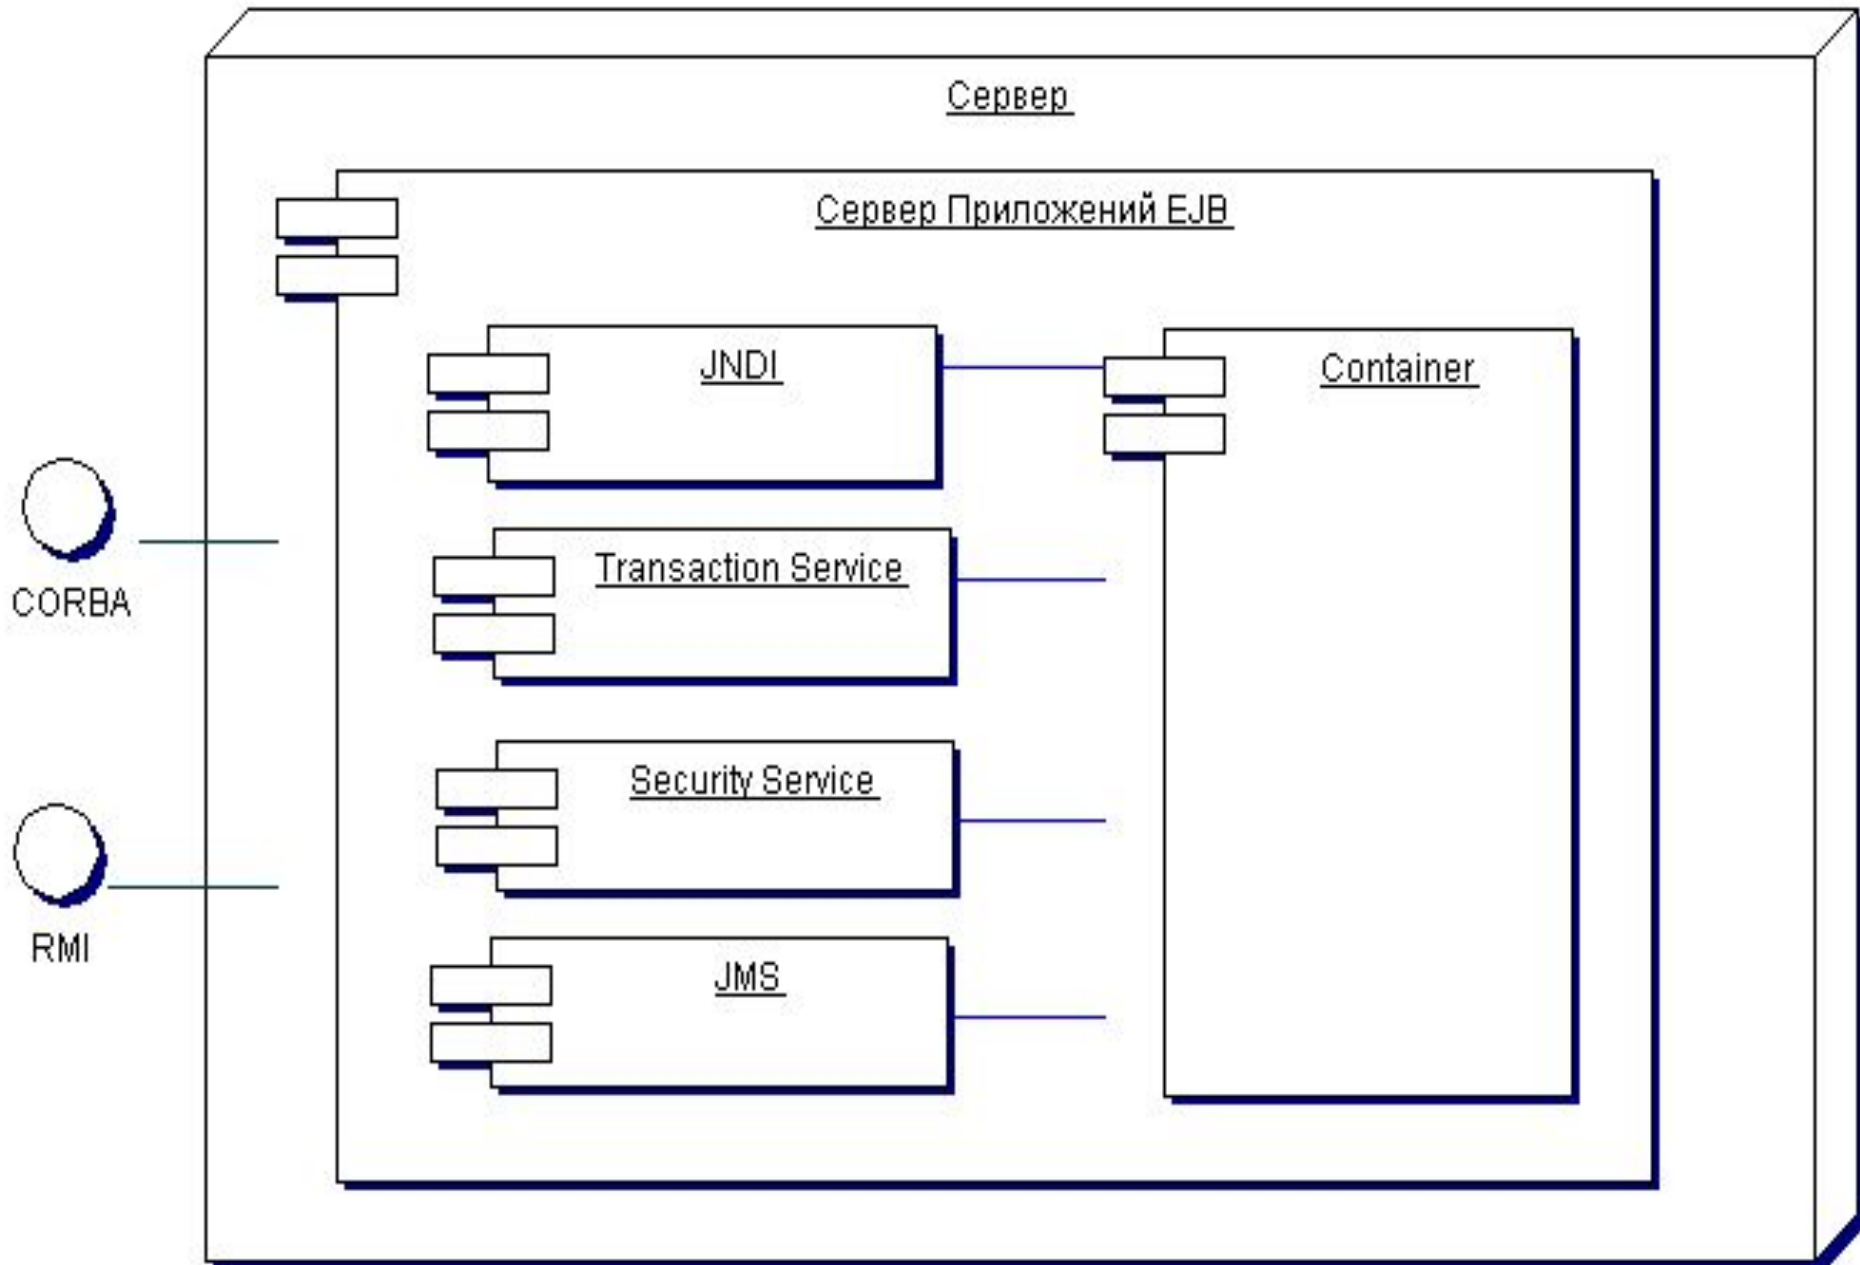 Сервер
Сервер Приложений EJB
JNDI
Container
CORBA
Transaction Service
Security Service
RMI
JMS